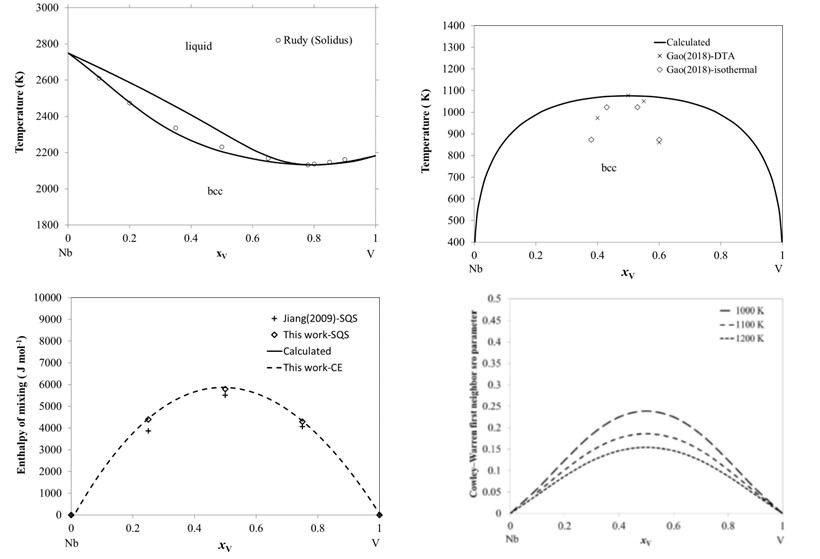 3000
2800
2600
2400
2200
2000
1800
Temperature (K)
liquid
Rudy (Solidus)
bcc
0
0.2
0.4
0.6
0.8
1
Nb
xV
V
1400
1300
1200
1100
1000
900
800
700
600
500
400
Temperature ( K)
Calculated
Gao(2018)-DTA
Gao(2018)-isothermal
bcc
0
0.2
0.4
0.6
0.8
1
Nb
xV
V
10000
9000
8000
7000
6000
5000
4000
3000
2000
1000
0
Enthalpy of mixing ( J mol-1)
Jiang(2009)-SQS
This work-SQS
Calculated
This work-CE
0
0.2
0.4
0.6
0.8
1
Nb
xV
V
0.5
0.45
0.4
0.35
0.3
0.25
0.2
0.15
0.1
0.05
0
Cowley–Warren first neighbor sro parameter
1000 K
1100 K
1200 K
0
0.2
0.4
0.6
0.8
1
Nb
xV
V